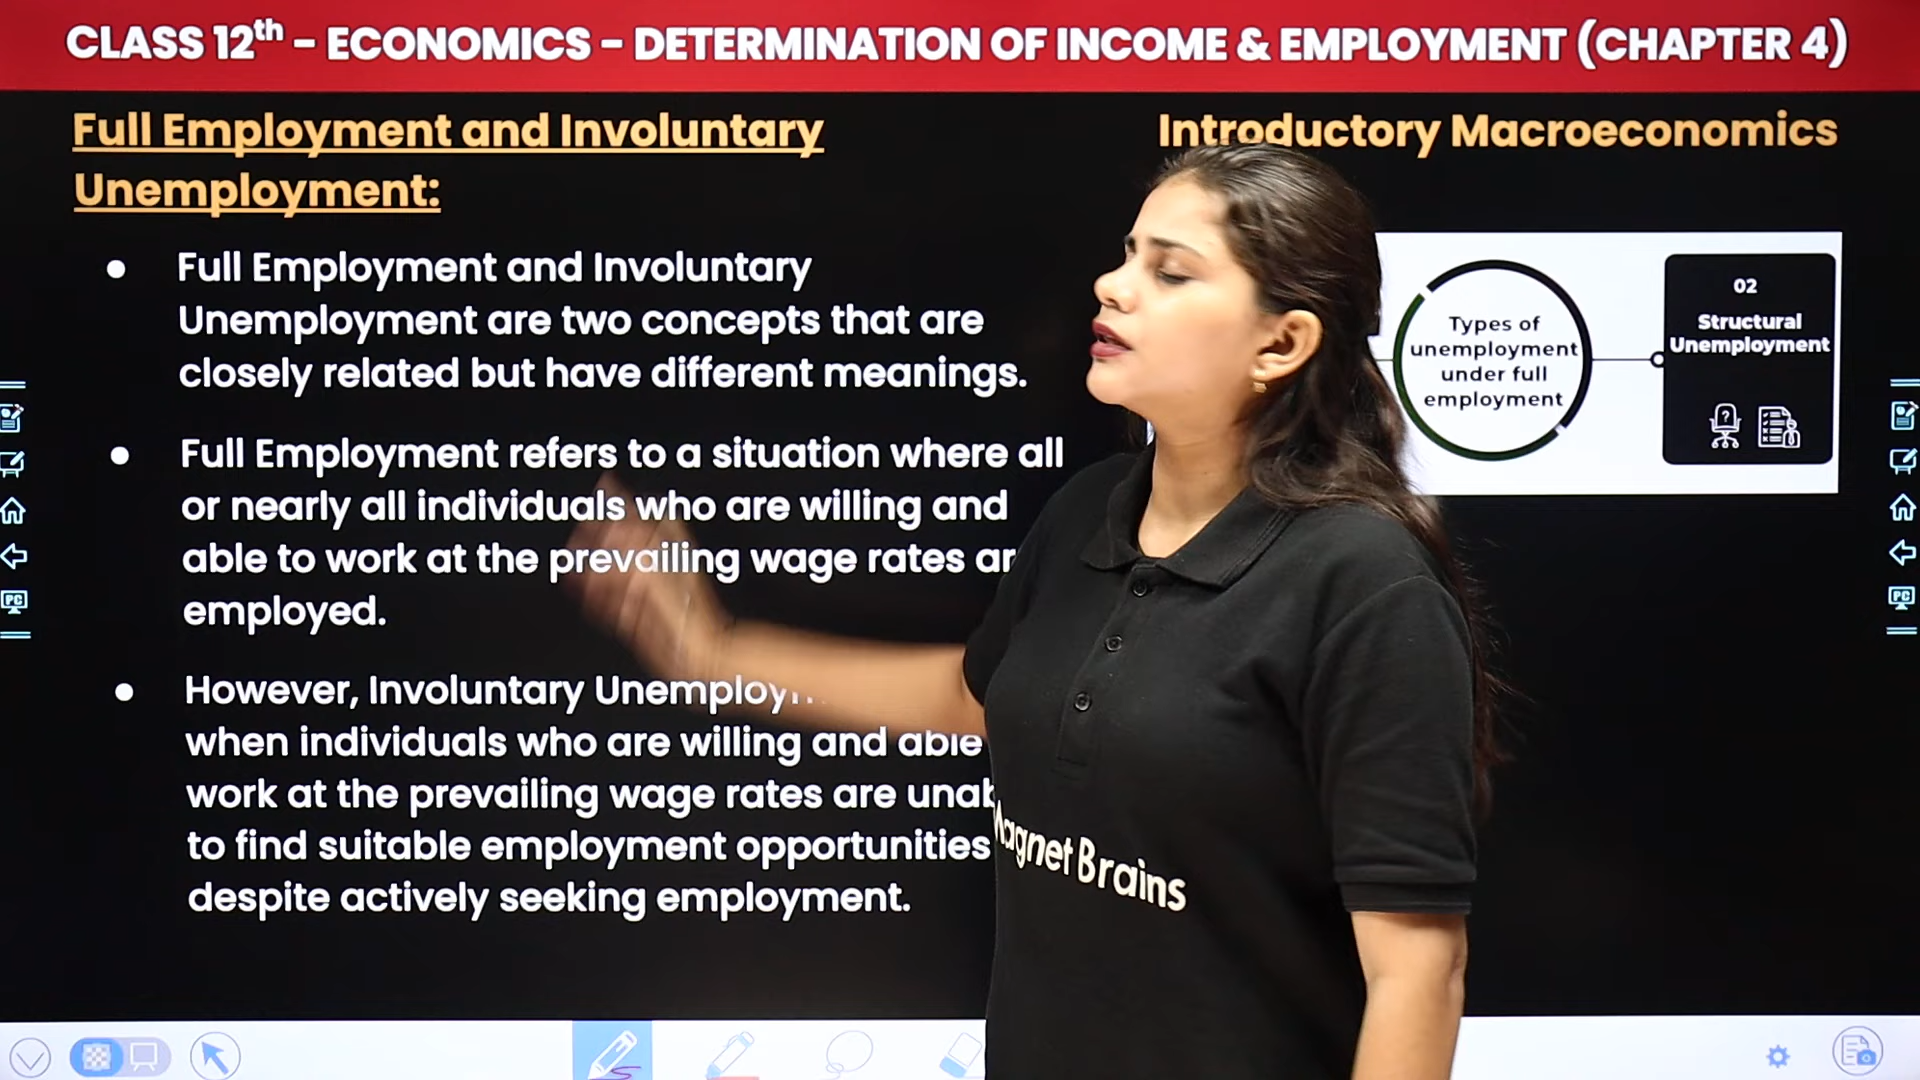 CLASS 12th - ECONOMICS - DETERMINATION OF INCOME & EMPLOYMENT (CHAPTER 4)
Full Employment and Involuntary
Unemployment:
Introductory Macroeconomics
● Full Employment and Involuntary
Unemployment are two concepts that are
closely related but have different meanings.
● Full Employment refers to a situation where all
or nearly all individuals who are willing and
able to work at the prevailing wage rates
employed.
● However, Involuntary
when individuals who are willing and able
work at the prevailing wage rates are
to find suitable employment opportunities
despite actively seeking employment.
Types of
unemployment
under full
employment
02
Structural
Unemployment
Magnet Brains
PC
PC